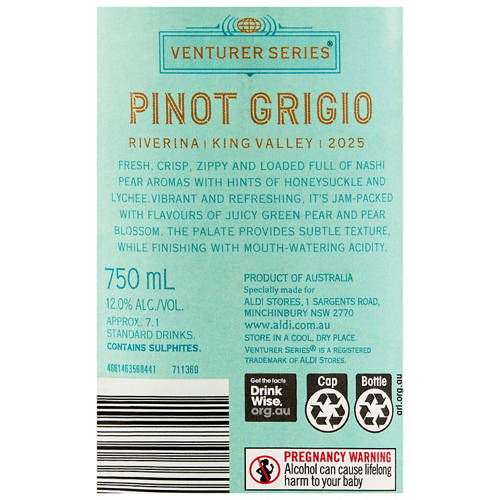 VENTURER SERIES®
PINOT GRIGIO
RIVERINA | KING VALLEY | 2025
FRESH, CRISP, ZIPPY AND LOADED FULL OF NASHI
PEAR AROMAS WITH HINTS OF HONEYSUCKLE AND
LYCHEE.VIBRANT AND REFRESHING, IT'S JAM-PACKED
WITH FLAVOURS OF JUICY GREEN PEAR AND PEAR
BLOSSOM. THE PALATE PROVIDES SUBTLE TEXTURE,
WHILE FINISHING WITH MOUTH-WATERING ACIDITY.
750 mL
12.0% ALC./VOL.
APPROX. 7.1
STANDARD DRINKS.
CONTAINS SULPHITES.
4661463568441 711369
PRODUCT OF AUSTRALIA
Specially made for
ALDI STORES, 1 SARGENTS ROAD,
MINCHINBURY NSW 2770
www.aldi.com.au
STORE IN A COOL, DRY PLACE.
VENTURER SERIES® IS A REGISTERED
TRADEMARK OF ALDI STORES.
Get the facts
Drink
Wise.
org.au
Cap
Bottle
arl.org.au
PREGNANCY WARNING
Alcohol can cause lifelong
harm to your baby